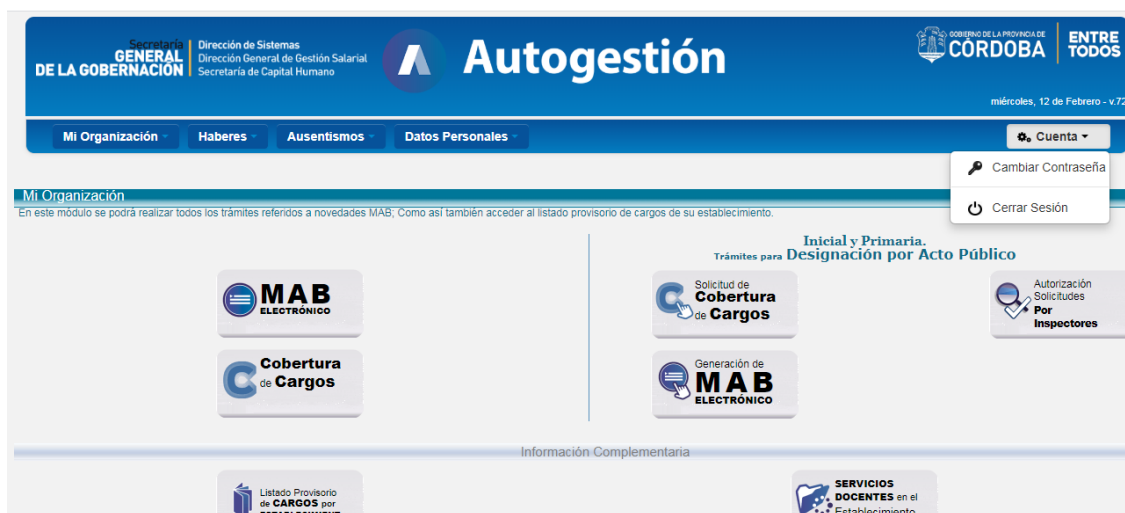 Secretaría
GENERAL
DE LA GOBERNACIÓN
Dirección de Sistemas
Dirección General de Gestión Salarial
Secretaría de Capital Humano
Autogestión
GOBIERNO DE LA PROVINCIA DE
CÓRDOBA
ENTRE
TODOS
miércoles, 12 de Febrero - v.72
Mi Organización
Haberes
Ausentismos
Datos Personales
Cuenta
Cambiar Contraseña
Cerrar Sesión
Mi Organización
En este módulo se podrá realizar todos los trámites referidos a novedades MAB; Como así también acceder al listado provisorio de cargos de su establecimiento.
Inicial y Primaria.
Trámites para Designación por Acto Público
MAB
ELECTRÓNICO
Solicitud de
Cobertura
de Cargos
Autorización
Solicitudes
Por
Inspectores
Cobertura
de Cargos
Generación de
MAB
ELECTRÓNICO
Información Complementaria
Listado Provisorio
de CARGOS por
SERVICIOS
DOCENTES en el
Establecimiento